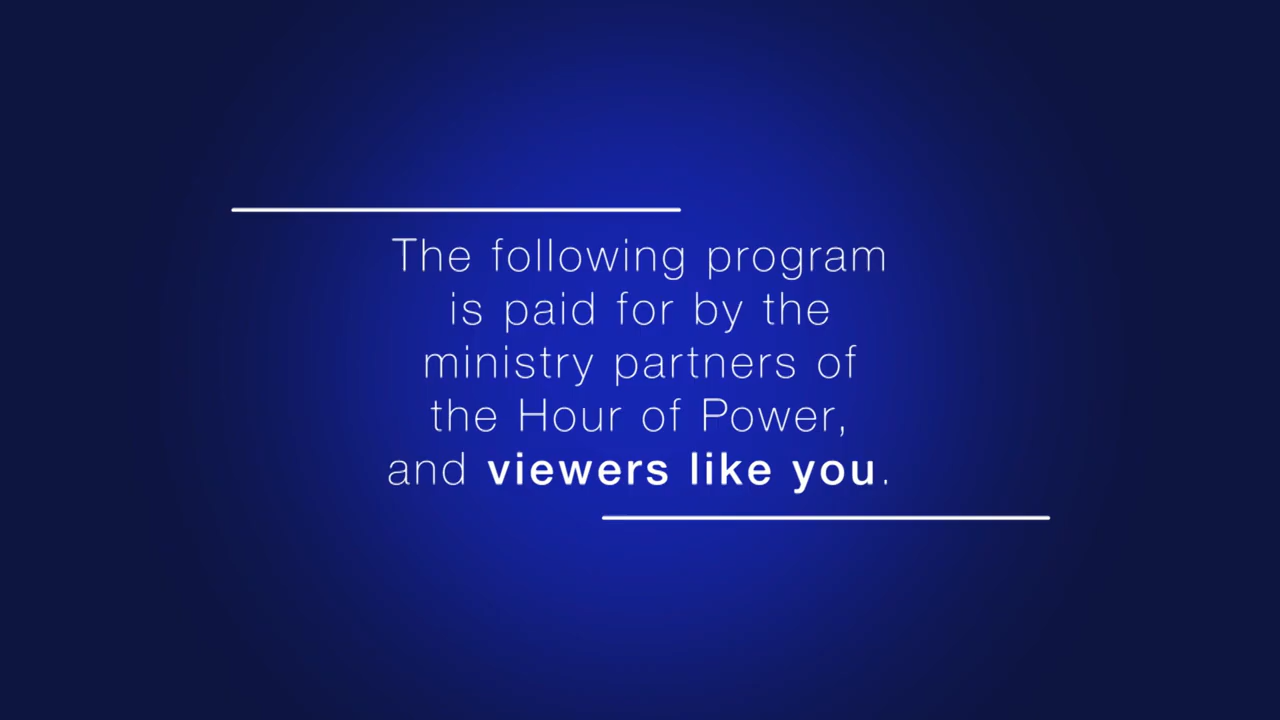 The following program
is paid for by the
ministry partners of
the Hour of Power,
and viewers like you.